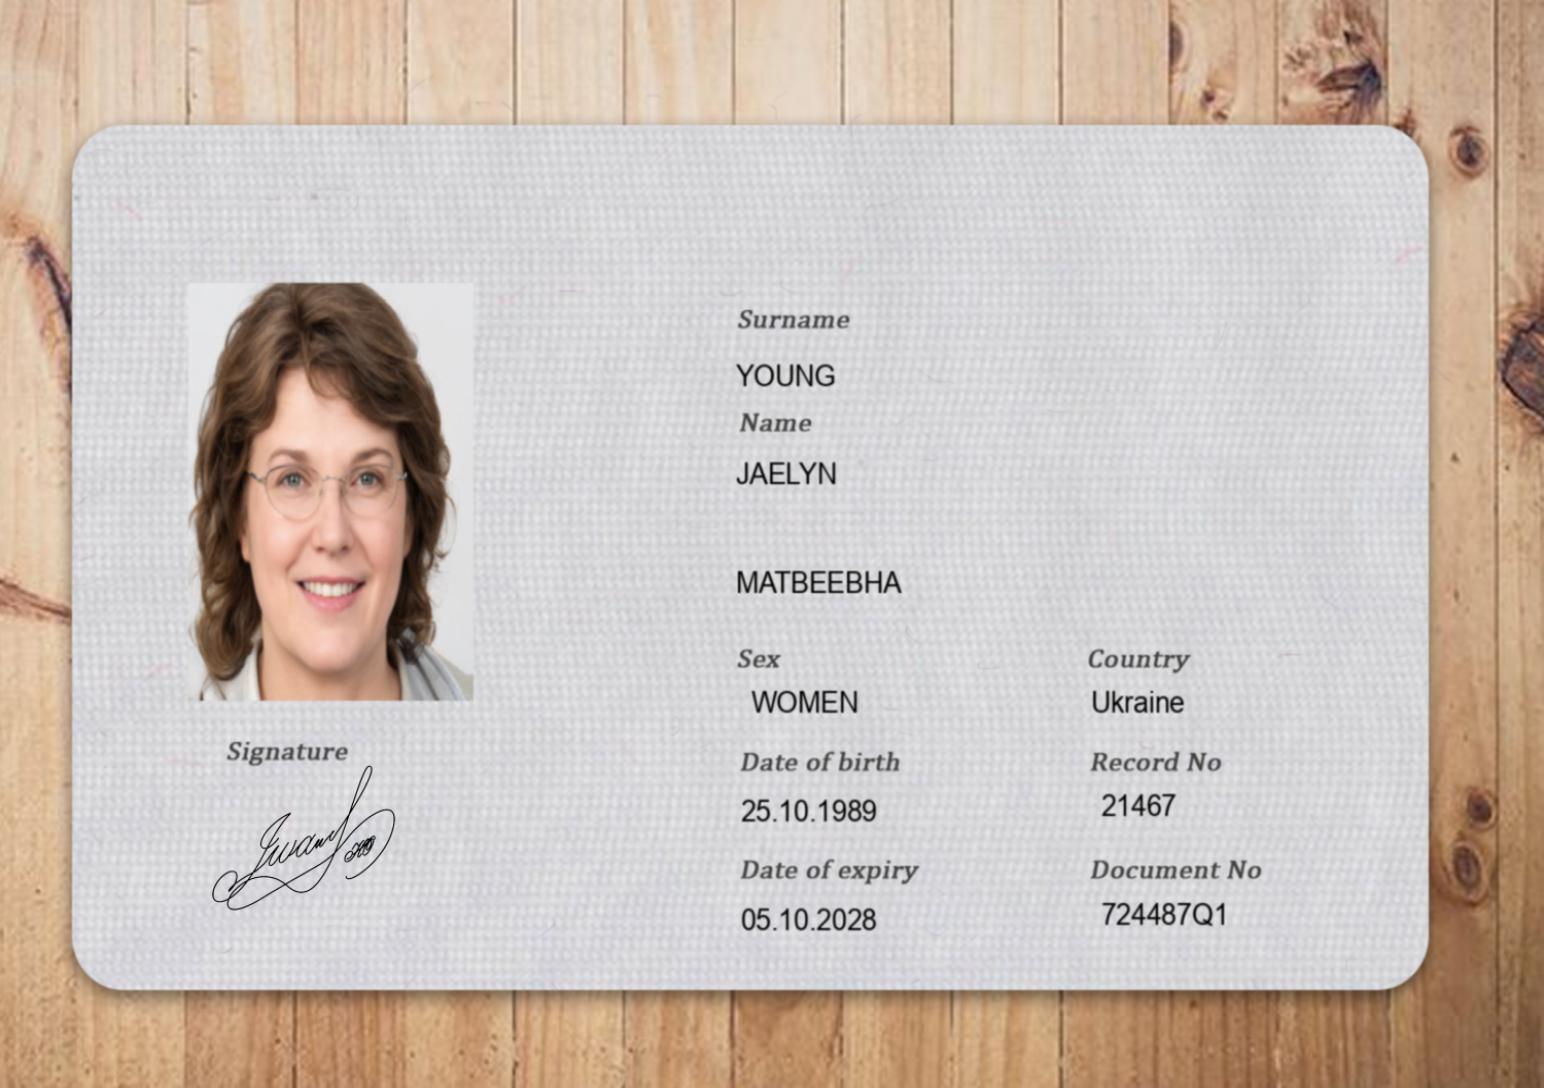 Surname
YOUNG
Name
JAELYN
MATBEEBHA
Sex Country
WOMEN Ukraine
Date of birth Record No
25.10.1989 21467
Date of expiry Document No
05.10.2028 724487Q1
Signature